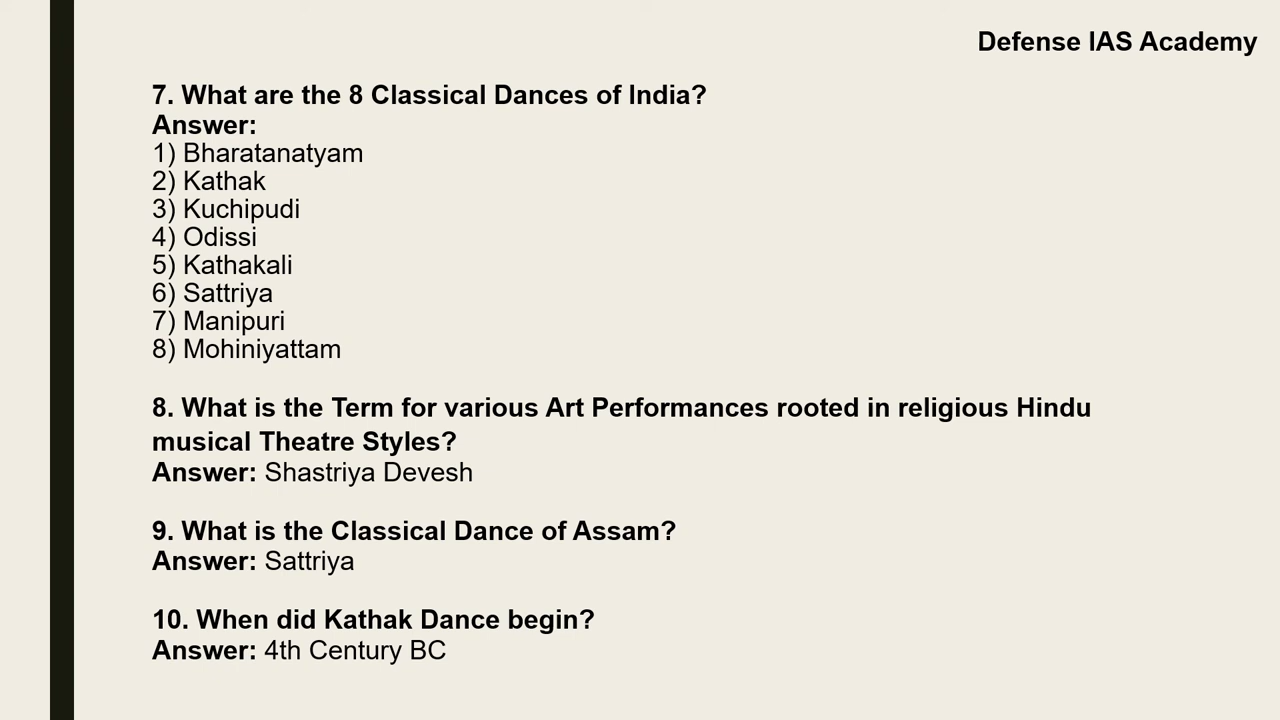 Defense IAS Academy
7. What are the 8 Classical Dances of India?
Answer:
1) Bharatanatyam
2) Kathak
3) Kuchipudi
4) Odissi
5) Kathakali
6) Sattriya
7) Manipuri
8) Mohiniyattam
8. What is the Term for various Art Performances rooted in religious Hindu
musical Theatre Styles?
Answer: Shastriya Devesh
9. What is the Classical Dance of Assam?
Answer: Sattriya
10. When did Kathak Dance begin?
Answer: 4th Century BC